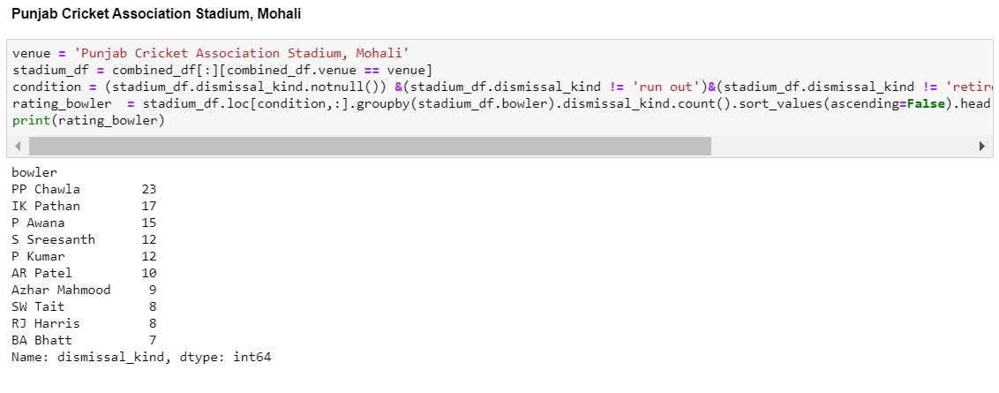 Punjab Cricket Association Stadium, Mohali
venue = 'Punjab Cricket Association Stadium, Mohali'
stadium_df = combined_df[:][combined_df.venue == venue]
condition = (stadium_df.dismissal_kind.notnull()) &(stadium_df.dismissal_kind != 'run out')&(stadium_df.dismissal_kind != 'retire
rating_bowler  = stadium_df.loc[condition,:].groupby(stadium_df.bowler).dismissal_kind.count().sort_values(ascending=False).head
print(rating_bowler)
bowler
PP Chawla        23
IK Pathan        17
P Awana          15
S Sreesanth      12
P Kumar          12
AR Patel         10
Azhar Mahmood     9
SW Tait           8
RJ Harris         8
BA Bhatt          7
Name: dismissal_kind, dtype: int64